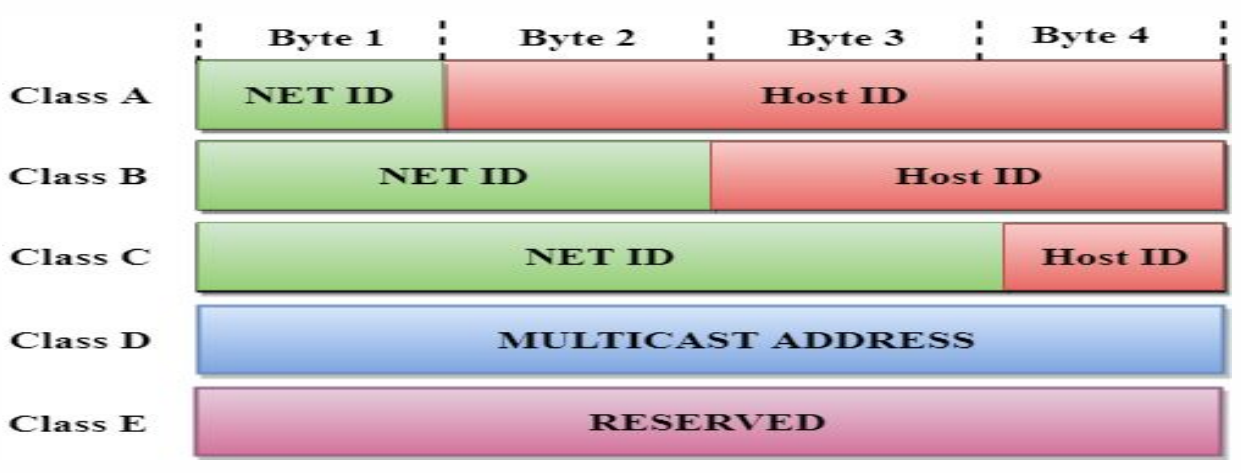 Byte 1 Byte 2 Byte 3 Byte 4
Class A NET ID Host ID
Class B NET ID Host ID
Class C NET ID Host ID
Class D MULTICAST ADDRESS
Class E RESERVED